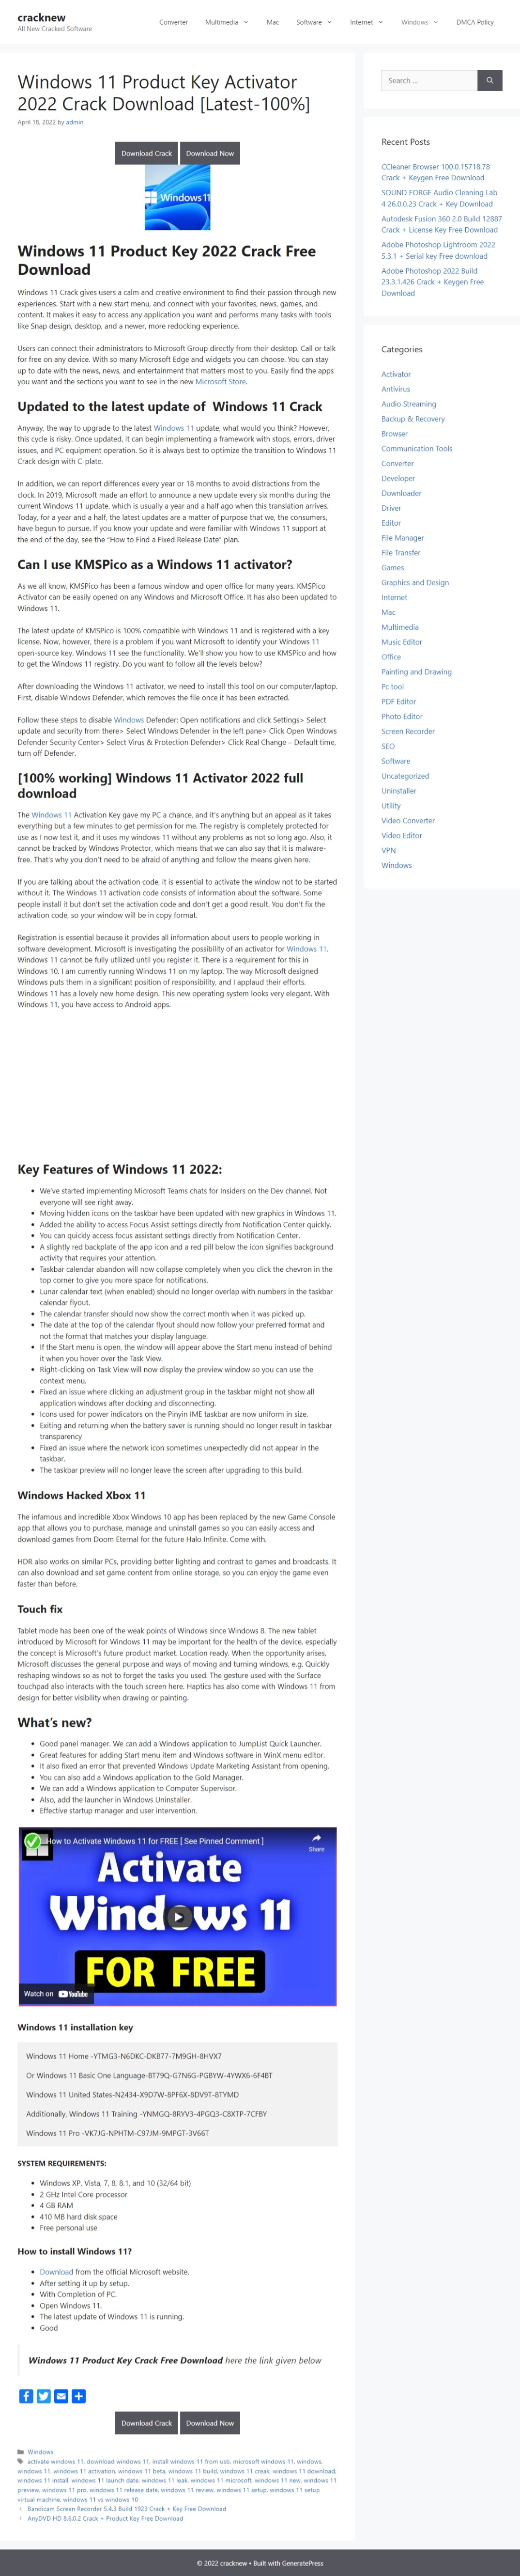 cracknew
All New Cracked Software
Converter
Multimedia
Mac
Software
Internet
Windows
DMCA Policy
Windows 11 Product Key Activator
2022 Crack Download [Latest-100%]
April 18, 2022 by admin
Download Crack
Download Now
Windows 11
Windows 11 Product Key 2022 Crack Free
Download
Windows 11 Crack gives users a calm and creative environment to find their passion through new
experiences. Start with a new start menu, and connect with your favorites, news, games, and
content. It makes it easy to access any application you want and performs many tasks with tools
like Snap design, desktop, and a newer, more redocking experience.
Users can connect their administrators to Microsoft Group directly from their desktop. Call or talk
for free on any device. With so many Microsoft Edge and widgets you can choose. You can stay
up to date with the news, news, and entertainment that matters most to you. Easily find the apps
you want and the sections you want to see in the new Microsoft Store.
Updated to the latest update of Windows 11 Crack
Anyway, the way to upgrade to the latest Windows 11 update, what would you think? However,
this cycle is risky. Once updated, it can begin implementing a framework with stops, errors, driver
issues, and PC equipment operation. So it is always best to optimize the transition to Windows 11
Crack design with C-plate.
In addition, we can report differences every year or 18 months to avoid distractions from the
clock. In 2019, Microsoft made an effort to announce a new update every six months during the
current Windows 11 update, which is usually a year and a half ago when this translation arrives.
Today, for a year and a half, the latest updates are a matter of purpose that we, the consumers,
have begun to pursue. If you know your update and were familiar with Windows 11 support at
the end of the day, see the "How to Find a Fixed Release Date" plan.
Can I use KMSPico as a Windows 11 activator?
As we all know, KMSPico has been a famous window and open office for many years. KMSPico
Activator can be easily opened on any Windows and Microsoft Office. It has also been updated to
Windows 11.
The latest update of KMSPico is 100% compatible with Windows 11 and is registered with a key
license. Now, however, there is a problem if you want Microsoft to identify your Windows 11
open-source key. Windows 11 see the functionality. We'll show you how to use KMSPico and how
to get the Windows 11 registry. Do you want to follow all the levels below?
After downloading the Windows 11 activator, we need to install this tool on our computer/laptop.
First, disable Windows Defender, which removes the file once it has been extracted.
Follow these steps to disable Windows Defender: Open notifications and click Settings> Select
update and security from there> Select Windows Defender in the left pane> Click Open Windows
Defender Security Center> Select Virus & Protection Defender> Click Real Change – Default time,
turn off Defender.
[100% working] Windows 11 Activator 2022 full
download
The Windows 11 Activation Key gave my PC a chance, and it's anything but an appeal as it takes
everything but a few minutes to get permission for me. The registry is completely protected for
use as I now test it, and it uses my windows 11 without any problems as not so long ago. Also, it
cannot be tracked by Windows Protector, which means that we can also say that it is malware-
free. That's why you don't need to be afraid of anything and follow the means given here.
If you are talking about the activation code, it is essential to activate the window not to be started
without it. The Windows 11 activation code consists of information about the software. Some
people install it but don't set the activation code and don't get a good result. You don't fix the
activation code, so your window will be in copy format.
Registration is essential because it provides all information about users to people working in
software development. Microsoft is investigating the possibility of an activator for Windows 11.
Windows 11 cannot be fully utilized until you register it. There is a requirement for this in
Windows 10. I am currently running Windows 11 on my laptop. The way Microsoft designed
Windows puts them in a significant position of responsibility, and I applaud their efforts.
Windows 11 has a lovely new home design. This new operating system looks very elegant. With
Windows 11, you have access to Android apps.
Key Features of Windows 11 2022:
We've started implementing Microsoft Teams chats for Insiders on the Dev channel. Not
everyone will see right away.
Moving hidden icons on the taskbar have been updated with new graphics in Windows 11.
Added the ability to access Focus Assist settings directly from Notification Center quickly.
You can quickly access focus assistant settings directly from Notification Center.
A slightly red backplate of the app icon and a red pill below the icon signifies background
activity that requires your attention.
Taskbar calendar abandon will now collapse completely when you click the chevron in the
top corner to give you more space for notifications.
Lunar calendar text (when enabled) should no longer overlap with numbers in the taskbar
calendar flyout.
The calendar transfer should now show the correct month when it was picked up.
The date at the top of the calendar flyout should now follow your preferred format and
not the format that matches your display language.
If the Start menu is open, the window will appear above the Start menu instead of behind
it when you hover over the Task View.
Right-clicking on Task View will now display the preview window so you can use the
context menu.
Fixed an issue where clicking an adjustment group in the taskbar might not show all
application windows after docking and disconnecting.
Icons used for power indicators on the Pinyin IME taskbar are now uniform in size.
Exiting and returning when the battery saver is running should no longer result in taskbar
transparency
Fixed an issue where the network icon sometimes unexpectedly did not appear in the
taskbar.
The taskbar preview will no longer leave the screen after upgrading to this build.
Windows Hacked Xbox 11
The infamous and incredible Xbox Windows 10 app has been replaced by the new Game Console
app that allows you to purchase, manage and uninstall games so you can easily access and
download games from Doom Eternal for the future Halo Infinite. Come with.
HDR also works on similar PCs, providing better lighting and contrast to games and broadcasts. It
can also download and set game content from online storage, so you can enjoy the game even
faster than before.
Touch fix
Tablet mode has been one of the weak points of Windows since Windows 8. The new tablet
introduced by Microsoft for Windows 11 may be important for the health of the device, especially
the concept is Microsoft's future product market. Location ready. When the opportunity arises,
Microsoft discusses the general purpose and ways of moving and turning windows, e.g. Quickly
reshaping windows so as not to forget the tasks you used. The gesture used with the Surface
touchpad also interacts with the touch screen here. Haptics has also come with Windows 11 from
design for better visibility when drawing or painting.
What's new?
Good panel manager. We can add a Windows application to JumpList Quick Launcher.
Great features for adding Start menu item and Windows software in WinX menu editor.
It also fixed an error that prevented Windows Update Marketing Assistant from opening.
You can also add a Windows application to the Gold Manager.
We can add a Windows application to Computer Supervisor.
Also, add the launcher in Windows Uninstaller.
Effective startup manager and user intervention.
How to Activate Windows 11 for FREE [ See Pinned Comment ]
Share
Activate
Windows 11
FOR FREE
Watch on YouTube
Windows 11 installation key
Windows 11 Home -YTMG3-N6DKC-DKB77-7M9GH-8HVX7
Or Windows 11 Basic One Language-BT79Q-G7N6G-PGBYW-4YWX6-6F4BT
Windows 11 United States-N2434-X9D7W-8PF6X-8DV9T-8TYMD
Additionally, Windows 11 Training -YNMGQ-8RYV3-4PGQ3-C8XTP-7CFBY
Windows 11 Pro -VK7JG-NPHTM-C97JM-9MPGT-3V66T
SYSTEM REQUIREMENTS:
Windows XP, Vista, 7, 8, 8.1, and 10 (32/64 bit)
2 GHz Intel Core processor
4 GB RAM
410 MB hard disk space
Free personal use
How to install Windows 11?
Download from the official Microsoft website.
After setting it up by setup.
With Completion of PC.
Open Windows 11.
The latest update of Windows 11 is running.
Good
Windows 11 Product Key Crack Free Download here the link given below
Download Crack
Download Now
Windows
activate windows 11, download windows 11, install windows 11 from usb, microsoft windows 11, windows,
windows 11, windows 11 activation, windows 11 beta, windows 11 build, windows 11 creak, windows 11 download,
windows 11 install, windows 11 launch date, windows 11 leak, windows 11 microsoft, windows 11 new, windows 11
preview, windows 11 pro, windows 11 release date, windows 11 review, windows 11 setup, windows 11 setup
virtual machine, windows 11 vs windows 10
Bandicam Screen Recorder 5.4.3 Build 1923 Crack + Key Free Download
AnyDVD HD 8.6.0.2 Crack + Product Key Free Download
Search ...
Recent Posts
CCleaner Browser 100.0.15718.78
Crack + Keygen Free Download
SOUND FORGE Audio Cleaning Lab
4 26.0.0.23 Crack + Key Download
Autodesk Fusion 360 2.0 Build 12887
Crack + License Key Free Download
Adobe Photoshop Lightroom 2022
5.3.1 + Serial key Free download
Adobe Photoshop 2022 Build
23.3.1.426 Crack + Keygen Free
Download
Categories
Activator
Antivirus
Audio Streaming
Backup & Recovery
Browser
Communication Tools
Converter
Developer
Downloader
Driver
Editor
File Manager
File Transfer
Games
Graphics and Design
Internet
Mac
Multimedia
Music Editor
Office
Painting and Drawing
Pc tool
PDF Editor
Photo Editor
Screen Recorder
SEO
Software
Uncategorized
Uninstaller
Utility
Video Converter
Video Editor
VPN
Windows
© 2022 cracknew • Built with GeneratePress